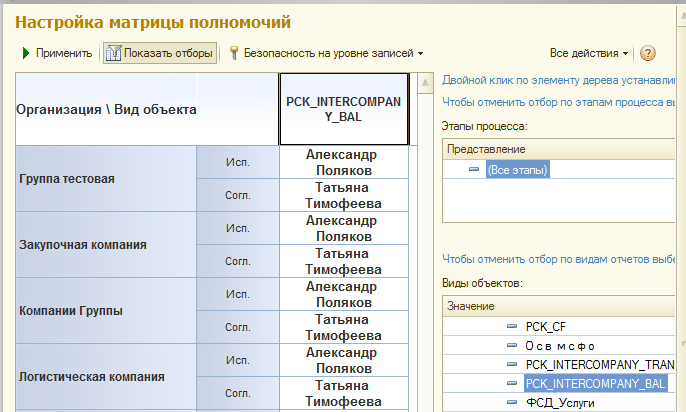 Настройка матрицы полномочий
Применить Показать отборы Безопасность на уровне записей Все действия ?
Двойной клик по элементу дерева устанавли
Чтобы отменить отбор по этапам процесса вы
Этапы процесса:
Представление
(Все этапы)
Организация \ Вид объекта
РСК_INTERCOMPAN
Y_BAL
Группа тестовая
Исп.
Александр
Поляков
Согл.
Татьяна
Тимофеева
Закупочная компания
Исп.
Александр
Поляков
Согл.
Татьяна
Тимофеева
Компании Группы
Исп.
Александр
Поляков
Согл.
Татьяна
Тимофеева
Логистическая компания
Исп.
Александр
Поляков
Согл.
Татьяна
Тимофеева
Чтобы отменить отбор по видам отчетов выбе
Виды объектов:
Значение
РСК_CF
О с в м с ф о
РСК_INTERCOMPANY_TRAN
РСК_INTERCOMPANY_BAL
ФСД_Услуги